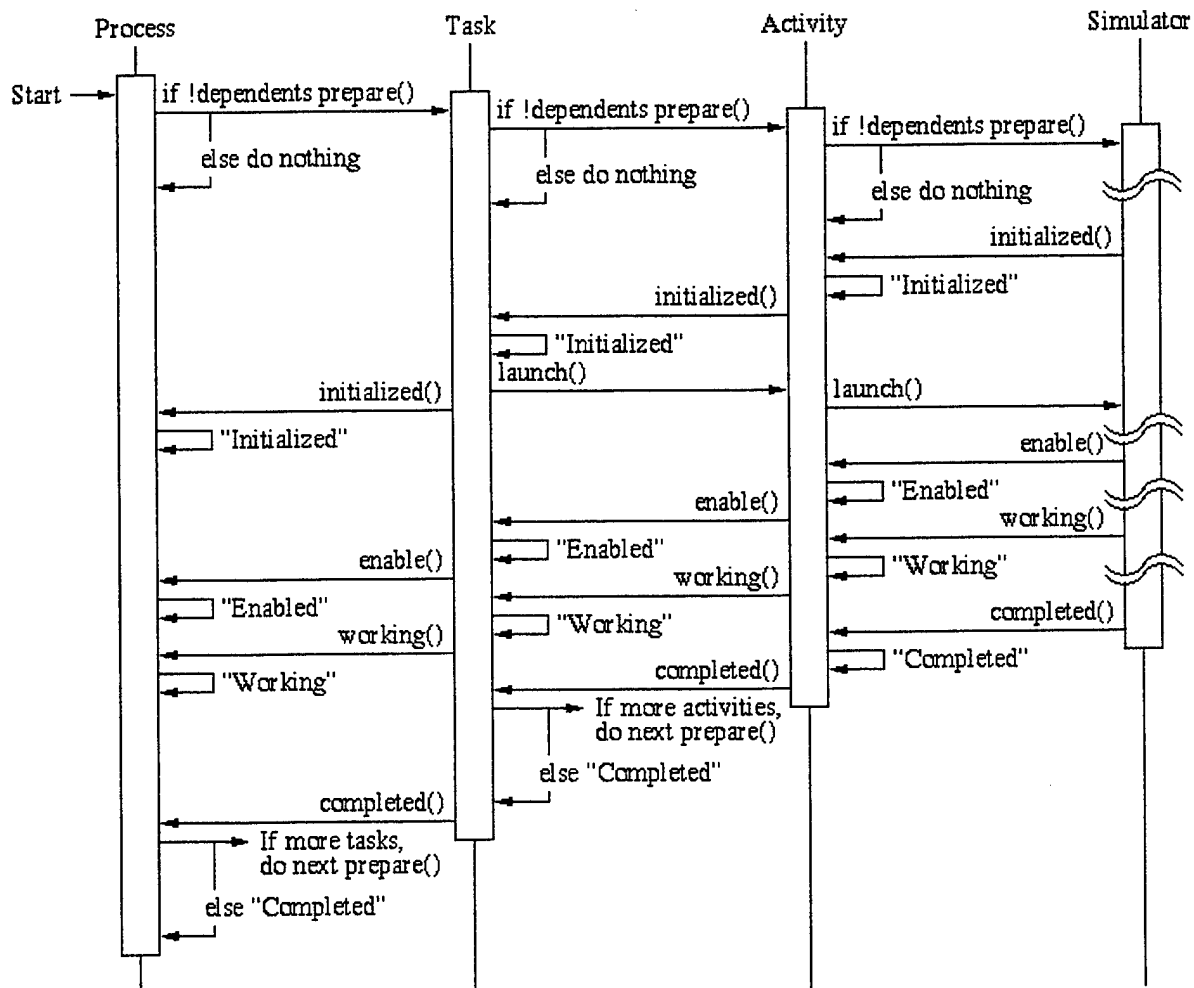 Process
Task
Activity
Simulator
Start
if !dependents prepare()
if !dependents prepare()
if !dependents prepare()
else do nothing
else do nothing
else do nothing
initialized()
"Initialized"
initialized()
"Initialized"
launch()
initialized()
launch()
"Initialized"
enable()
"Enabled"
enable()
working()
"Enabled"
enable()
"Working"
working()
"Enabled"
completed()
"Working"
working()
"Completed"
completed()
"Working"
If more activities,
do next prepare()
else "Completed"
completed()
If more tasks,
do next prepare()
else "Completed"